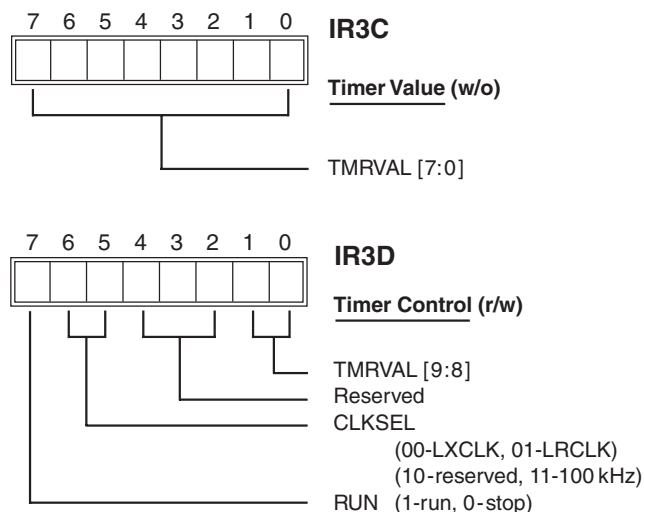 7 6 5 4 3 2 1 0
IR3C
Timer Value (w/o)
TMRVAL [7:0]
7 6 5 4 3 2 1 0
IR3D
Timer Control (r/w)
TMRVAL [9:8]
Reserved
CLKSEL
(00-LXCLK, 01-LRCLK)
(10-reserved, 11-100 kHz)
RUN (1-run, 0-stop)